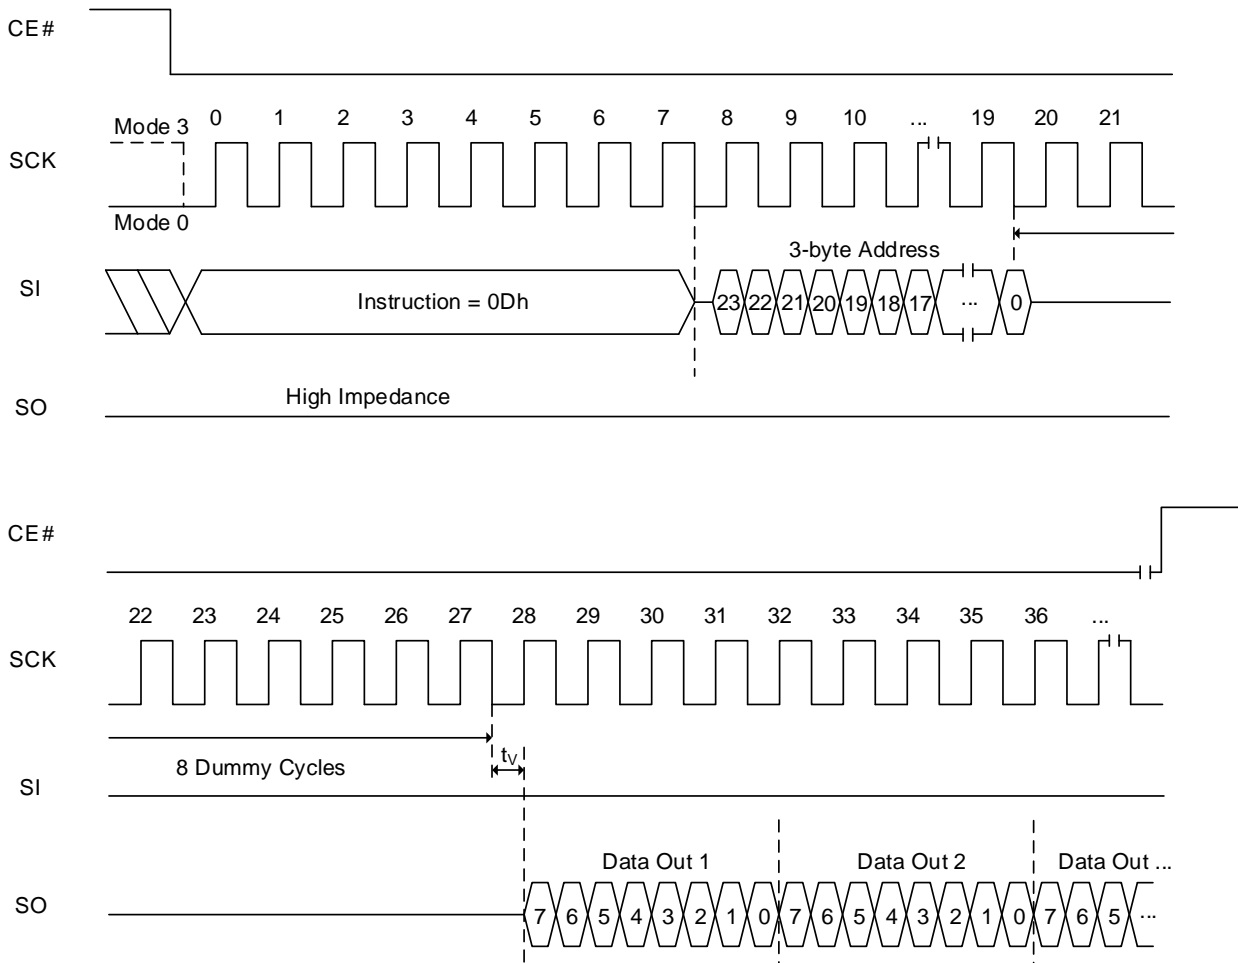 CE#
0 1 2 3 4 5 6 7 8 9 10 ... 19 20 21
Mode 3
SCK
Mode 0
3-byte Address
SI
Instruction = 0Dh
23 22 21 20 19 18 17 ... 0
High Impedance
SO
CE#
22 23 24 25 26 27 28 29 30 31 32 33 34 35 36 ...
SCK
tV
8 Dummy Cycles
SI
Data Out 1 Data Out 2 Data Out ...
SO
7 6 5 4 3 2 1 0 7 6 5 4 3 2 1 0 7 6 5 ...